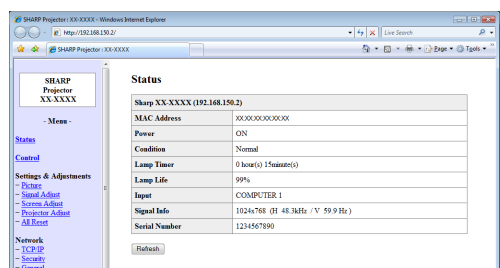 SHARP Projector : XX-XXXX - Windows Internet Explorer
http://192.168.150.2/
Live Search
SHARP Projector : XX-XXXX
Page
Tools
SHARP
Projector
XX-XXXX
- Menu -
Status
Control
Settings & Adjustments
- Picture
- Signal Adjust
- Screen Adjust
- Projector Adjust
- All Reset
Network
- TCP/IP
- Security
- General
Status
Sharp XX-XXXX (192.168.150.2)
MAC Address XX:XX:XX:XX:XX:XX
Power ON
Condition Normal
Lamp Timer 0 hour(s) 15minute(s)
Lamp Life 99%
Input COMPUTER 1
Signal Info 1024x768 (H 48.3kHz / V 59.9 Hz )
Serial Number 1234567890
Refresh